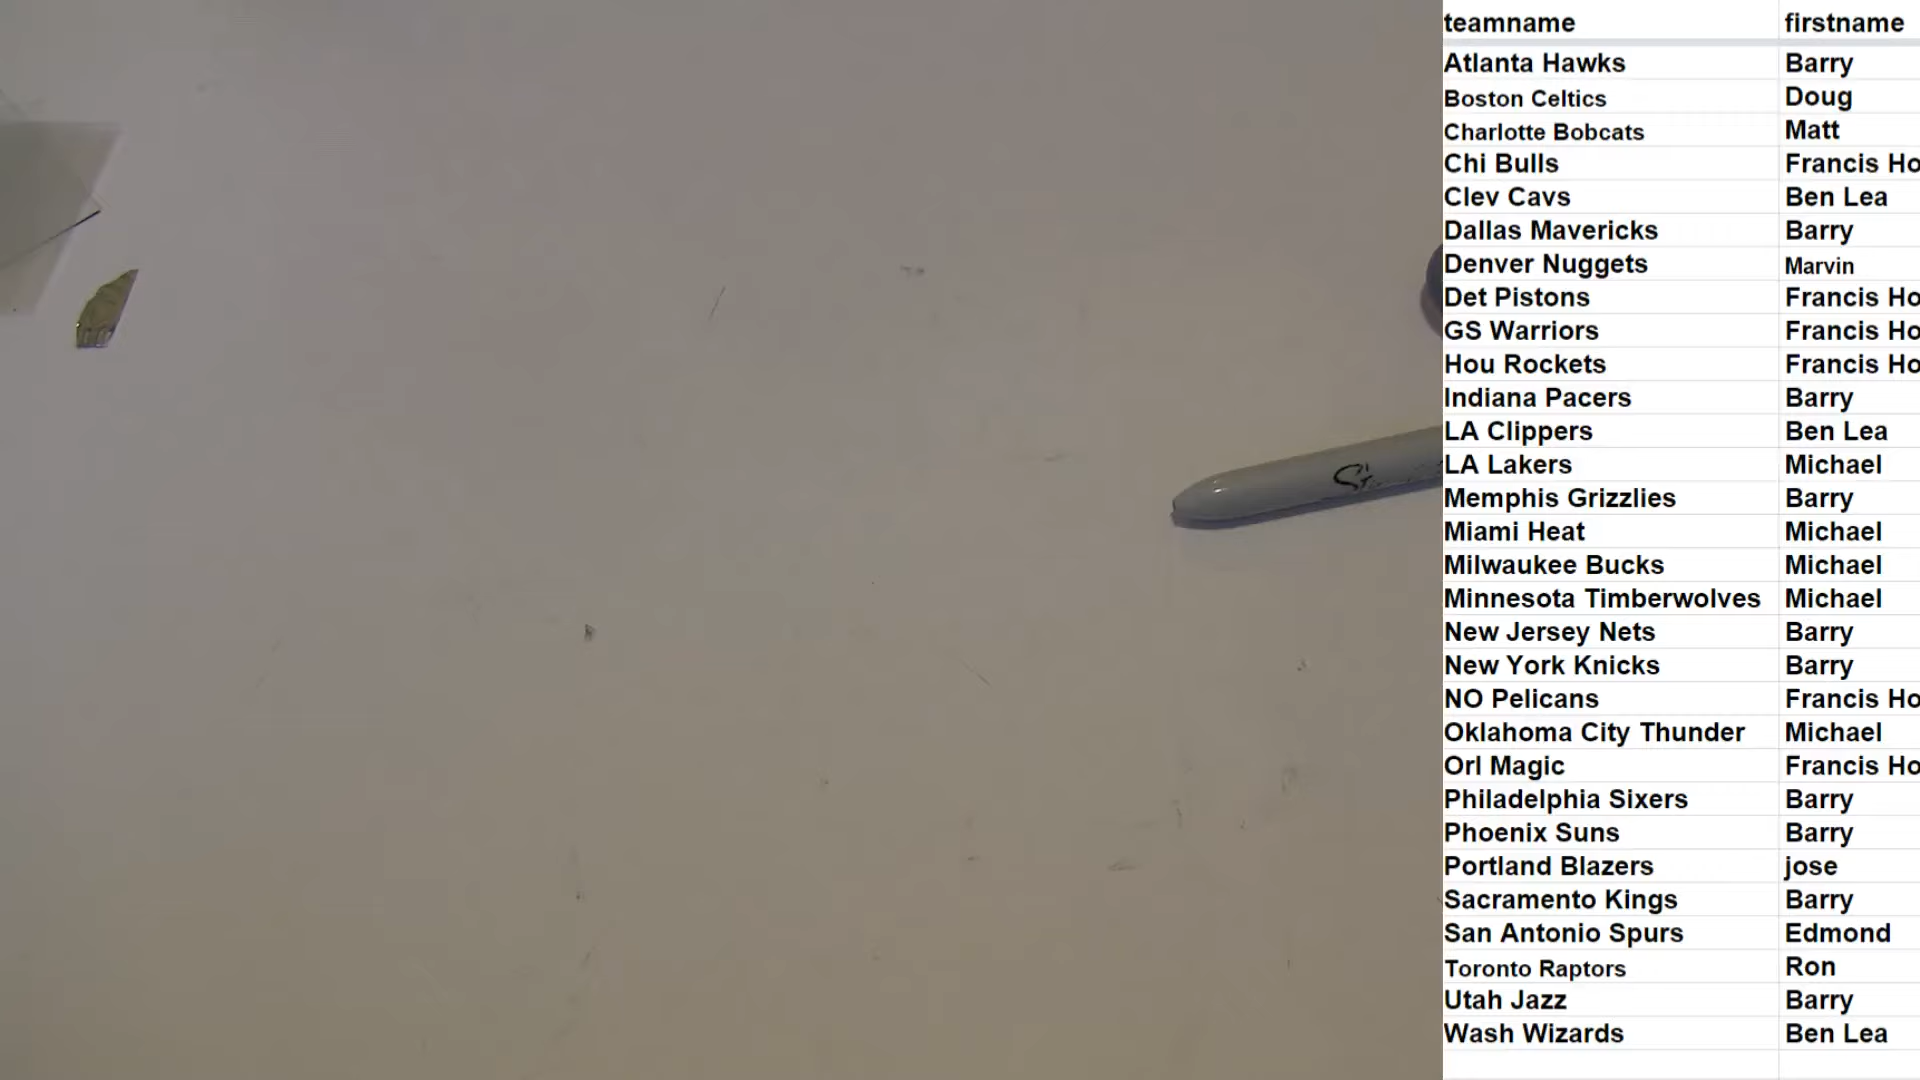 teamname firstname
Atlanta Hawks Barry
Boston Celtics Doug
Charlotte Bobcats Matt
Chi Bulls Francis Ho
Clev Cavs Ben Lea
Dallas Mavericks Barry
Denver Nuggets Marvin
Det Pistons Francis Ho
GS Warriors Francis Ho
Hou Rockets Francis Ho
Indiana Pacers Barry
LA Clippers Ben Lea
LA Lakers Michael
Memphis Grizzlies Barry
Miami Heat Michael
Milwaukee Bucks Michael
Minnesota Timberwolves Michael
New Jersey Nets Barry
New York Knicks Barry
NO Pelicans Francis Ho
Oklahoma City Thunder Michael
Orl Magic Francis Ho
Philadelphia Sixers Barry
Phoenix Suns Barry
Portland Blazers jose
Sacramento Kings Barry
San Antonio Spurs Edmond
Toronto Raptors Ron
Utah Jazz Barry
Wash Wizards Ben Lea